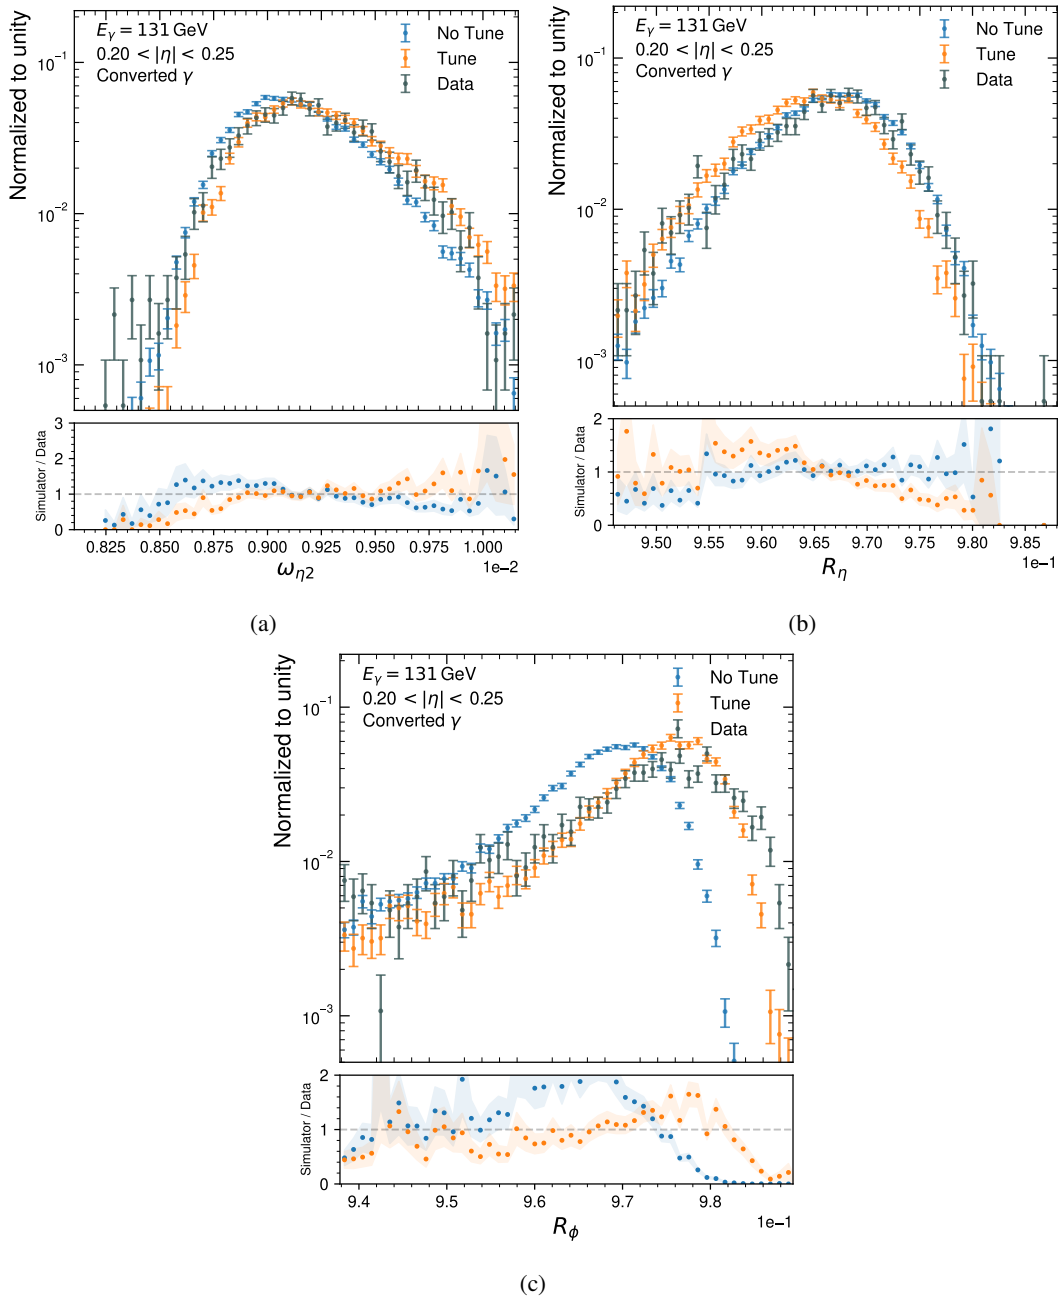 Normalized to unity
E_γ = 131 GeV
0.20 < |η| < 0.25
Converted γ
No Tune
Tune
Data
10⁻¹
10⁻²
10⁻³
Simulator / Data
3
2
1
0
0.825 0.850 0.875 0.900 0.925 0.950 0.975 1.000
1e−2
ω_η2
(a)
Normalized to unity
E_γ = 131 GeV
0.20 < |η| < 0.25
Converted γ
No Tune
Tune
Data
10⁻¹
10⁻²
10⁻³
Simulator / Data
2
1
0
9.50 9.55 9.60 9.65 9.70 9.75 9.80 9.85
1e−1
R_η
(b)
Normalized to unity
E_γ = 131 GeV
0.20 < |η| < 0.25
Converted γ
No Tune
Tune
Data
10⁻¹
10⁻²
10⁻³
Simulator / Data
2
1
0
9.4 9.5 9.6 9.7 9.8
1e−1
R_ϕ
(c)